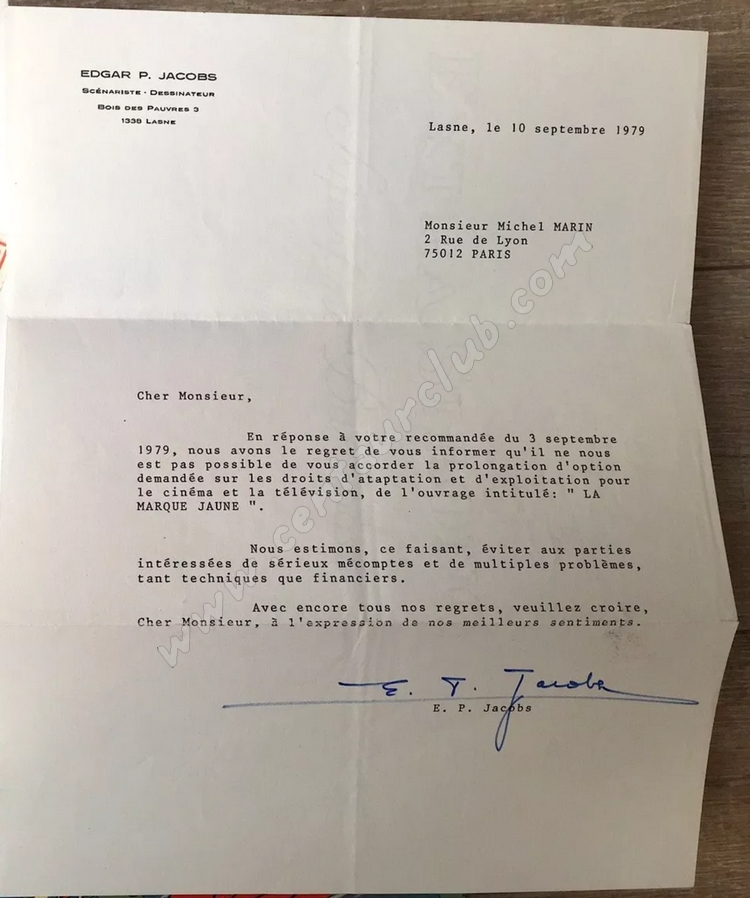 EDGAR P. JACOBS
SCÉNARISTE - DESSINATEUR
BOIS DES PAUVRES 3
1338 LASNE
Lasne, le 10 septembre 1979
Monsieur Michel MARIN
2 Rue de Lyon
75012 PARIS
Cher Monsieur,
En réponse à votre recommandée du 3 septembre
1979, nous avons le regret de vous informer qu'il ne nous
est pas possible de vous accorder la prolongation d'option
demandée sur les droits d'ataptation et d'exploitation pour
le cinéma et la télévision, de l'ouvrage intitulé: " LA
MARQUE JAUNE ".
Nous estimons, ce faisant, éviter aux parties
intéressées de sérieux mécomptes et de multiples problèmes,
tant techniques que financiers.
Avec encore tous nos regrets, veuillez croire,
Cher Monsieur, à l'expression de nos meilleurs sentiments.
E. P. Jacobs
E. P. Jacobs
www.centaurclub.com